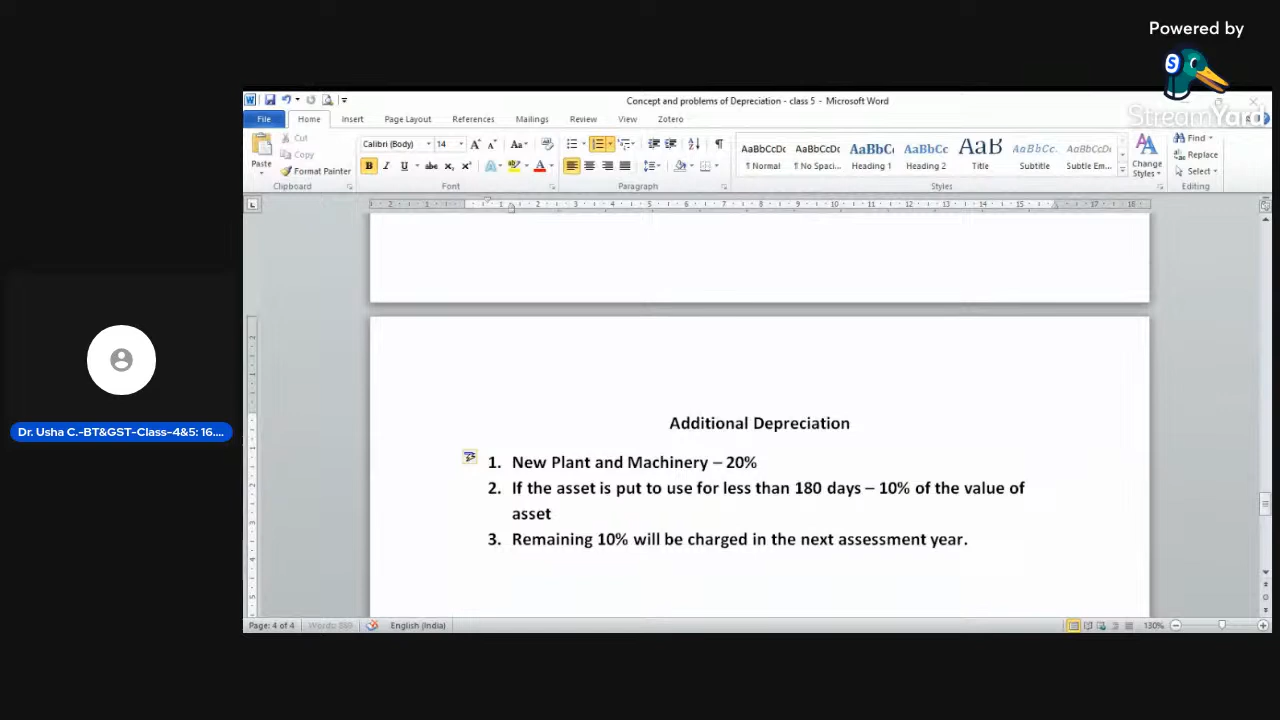 Powered by
StreamYard
Concept and problems of Depreciation - class 5 - Microsoft Word
File Home Insert Page Layout References Mailings Review View Zotero
Cut
Copy
Paste
Format Painter
Clipboard
Calibri (Body) 14
Font
Paragraph
AaBbCcDc AaBbCcDc AaBbC AaBbCc AaB AaBbCc. AaBbCcDc
¶ Normal ¶ No Spaci... Heading 1 Heading 2 Title Subtitle Subtle Em...
Styles
Change Styles
Find
Replace
Select
Editing
Additional Depreciation
1. New Plant and Machinery – 20%
2. If the asset is put to use for less than 180 days – 10% of the value of
asset
3. Remaining 10% will be charged in the next assessment year.
Dr. Usha C.-BT&GST-Class-4&5: 16....
Page: 4 of 4 English (India) 130%